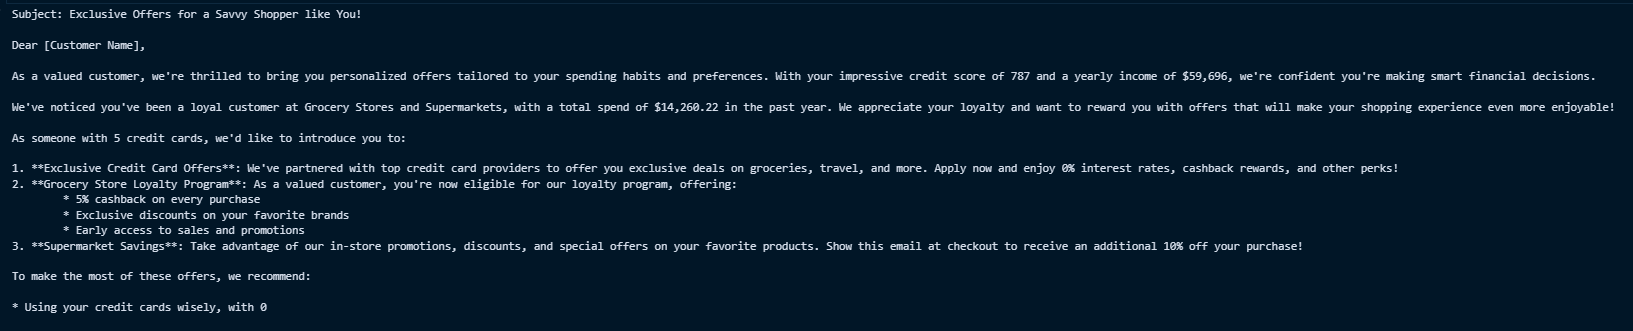 Subject: Exclusive Offers for a Savvy Shopper like You!
Dear [Customer Name],
As a valued customer, we're thrilled to bring you personalized offers tailored to your spending habits and preferences. With your impressive credit score of 787 and a yearly income of $59,696, we're confident you're making smart financial decisions.
We've noticed you've been a loyal customer at Grocery Stores and Supermarkets, with a total spend of $14,260.22 in the past year. We appreciate your loyalty and want to reward you with offers that will make your shopping experience even more enjoyable!
As someone with 5 credit cards, we'd like to introduce you to:
1. **Exclusive Credit Card Offers**: We've partnered with top credit card providers to offer you exclusive deals on groceries, travel, and more. Apply now and enjoy 0% interest rates, cashback rewards, and other perks!
2. **Grocery Store Loyalty Program**: As a valued customer, you're now eligible for our loyalty program, offering:
* 5% cashback on every purchase
* Exclusive discounts on your favorite brands
* Early access to sales and promotions
3. **Supermarket Savings**: Take advantage of our in-store promotions, discounts, and special offers on your favorite products. Show this email at checkout to receive an additional 10% off your purchase!
To make the most of these offers, we recommend:
* Using your credit cards wisely, with 0